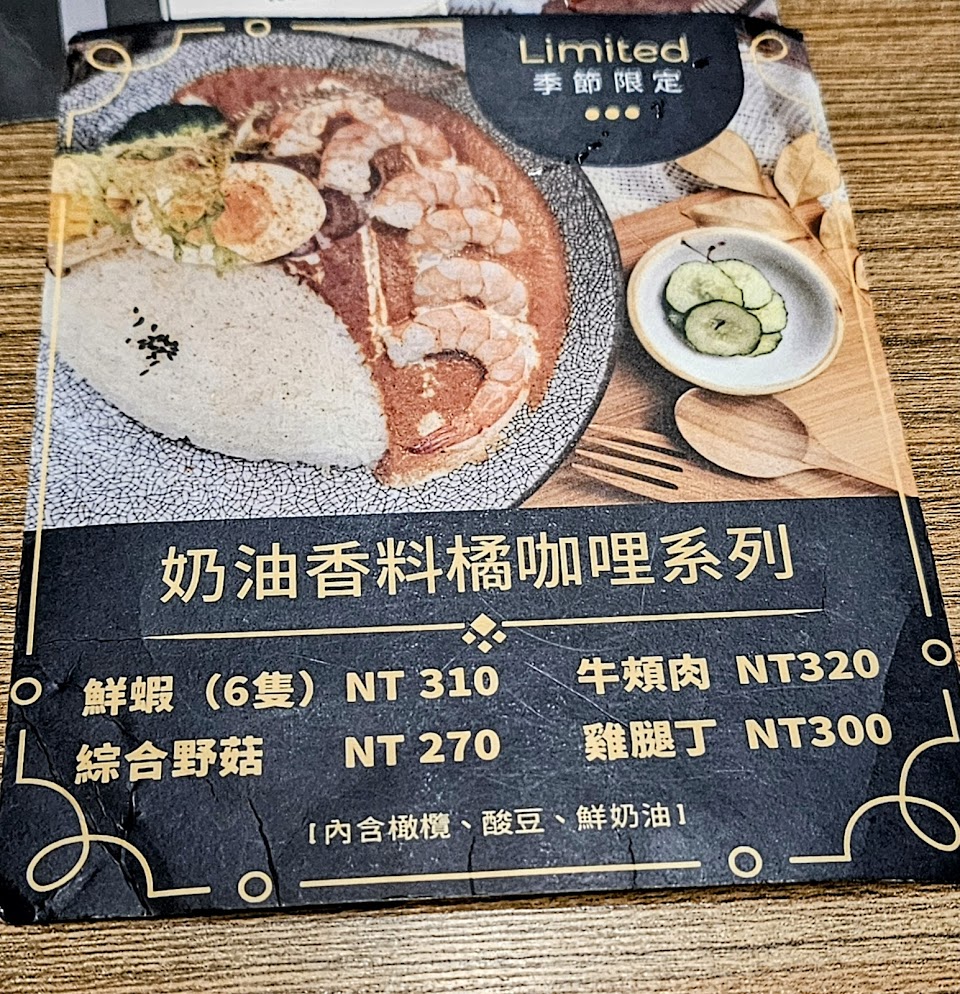 Limited
季節限定
奶油香料橘咖哩系列
鮮蝦（6隻）NT 310 牛頰肉 NT320
綜合野菇 NT 270 雞腿丁 NT300
[內含橄欖、酸豆、鮮奶油]